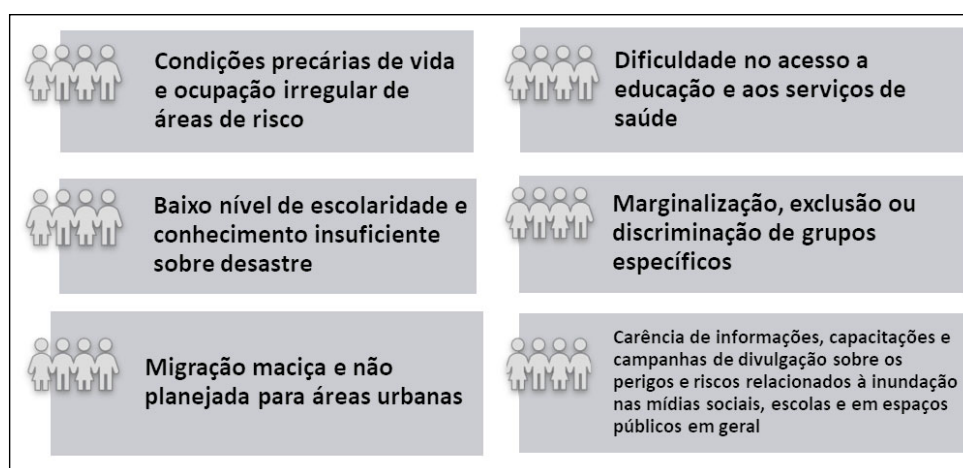 Condições precárias de vida
e ocupação irregular de
áreas de risco
Dificuldade no acesso a
educação e aos serviços de
saúde
Baixo nível de escolaridade e
conhecimento insuficiente
sobre desastre
Marginalização, exclusão ou
discriminação de grupos
específicos
Migração maciça e não
planejada para áreas urbanas
Carência de informações, capacitações e
campanhas de divulgação sobre os
perigos e riscos relacionados à inundação
nas mídias sociais, escolas e em espaços
públicos em geral